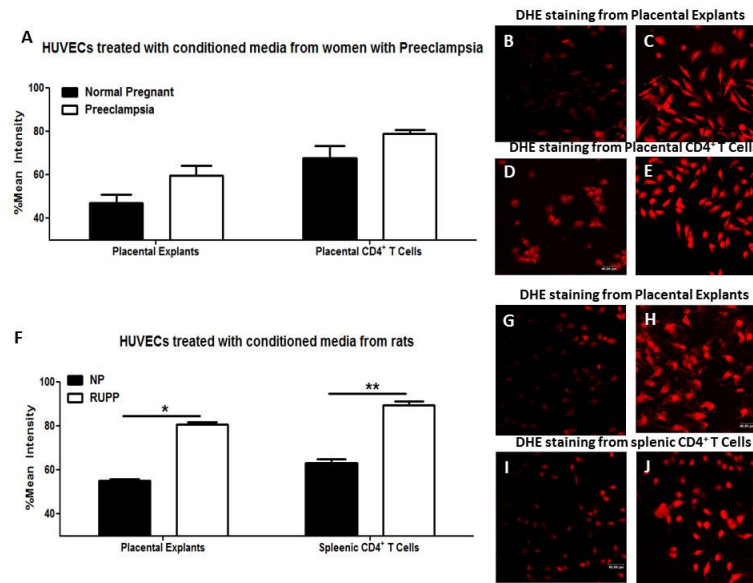 A
HUVECs treated with conditioned media from women with Preeclampsia
%Mean Intensity
100
80
60
40
Normal Pregnant
Preeclampsia
Placental Explants
Placental CD4⁺ T Cells
DHE staining from Placental Explants
B
C
DHE staining from Placental CD4⁺ T Cells
D
E
F
HUVECs treated with conditioned media from rats
%Mean Intensity
100
80
60
40
NP
RUPP
*
**
Placental Explants
Spleenic CD4⁺ T Cells
DHE staining from Placental Explants
G
H
DHE staining from splenic CD4⁺ T Cells
I
J